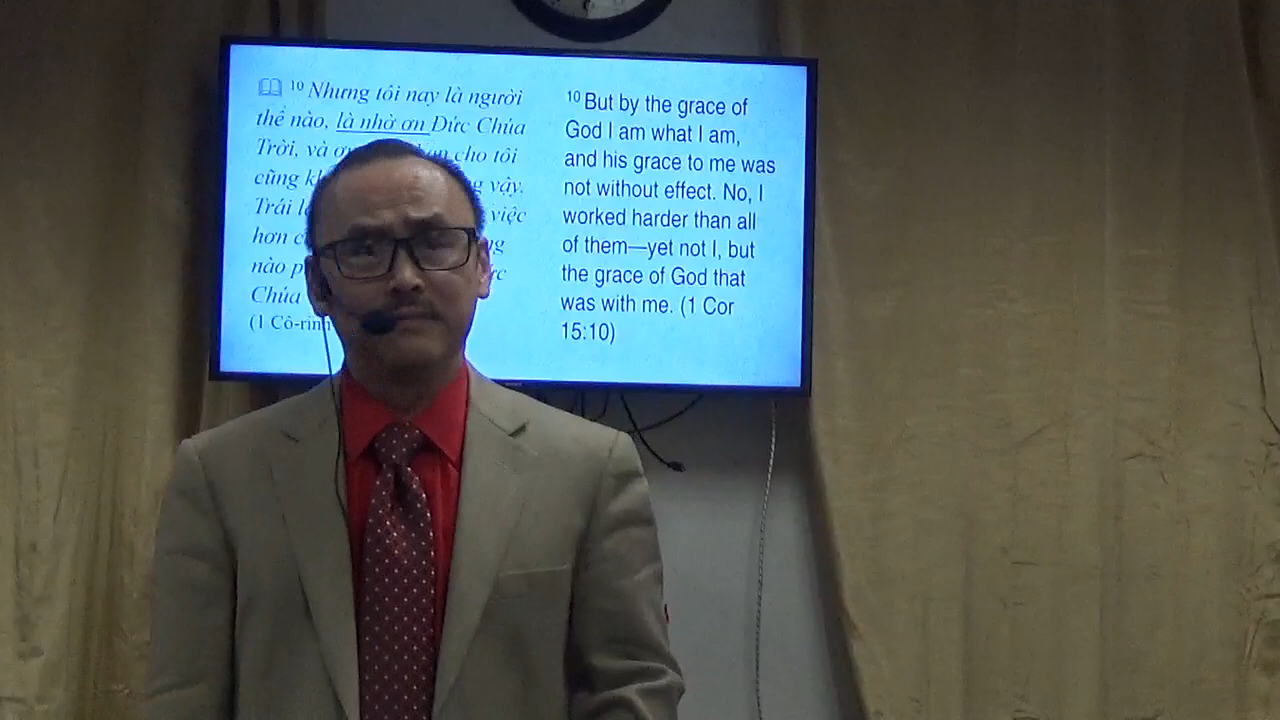 10 Nhưng tôi nay là người
thể nào, là nhờ ơn Đức Chúa
Trời, và ơn cho tôi
cũng vậy.
Trái việc
hơn
nào
Chúa
(1 Cô-rinh
10 But by the grace of
God I am what I am,
and his grace to me was
not without effect. No, I
worked harder than all
of them—yet not I, but
the grace of God that
was with me. (1 Cor
15:10)